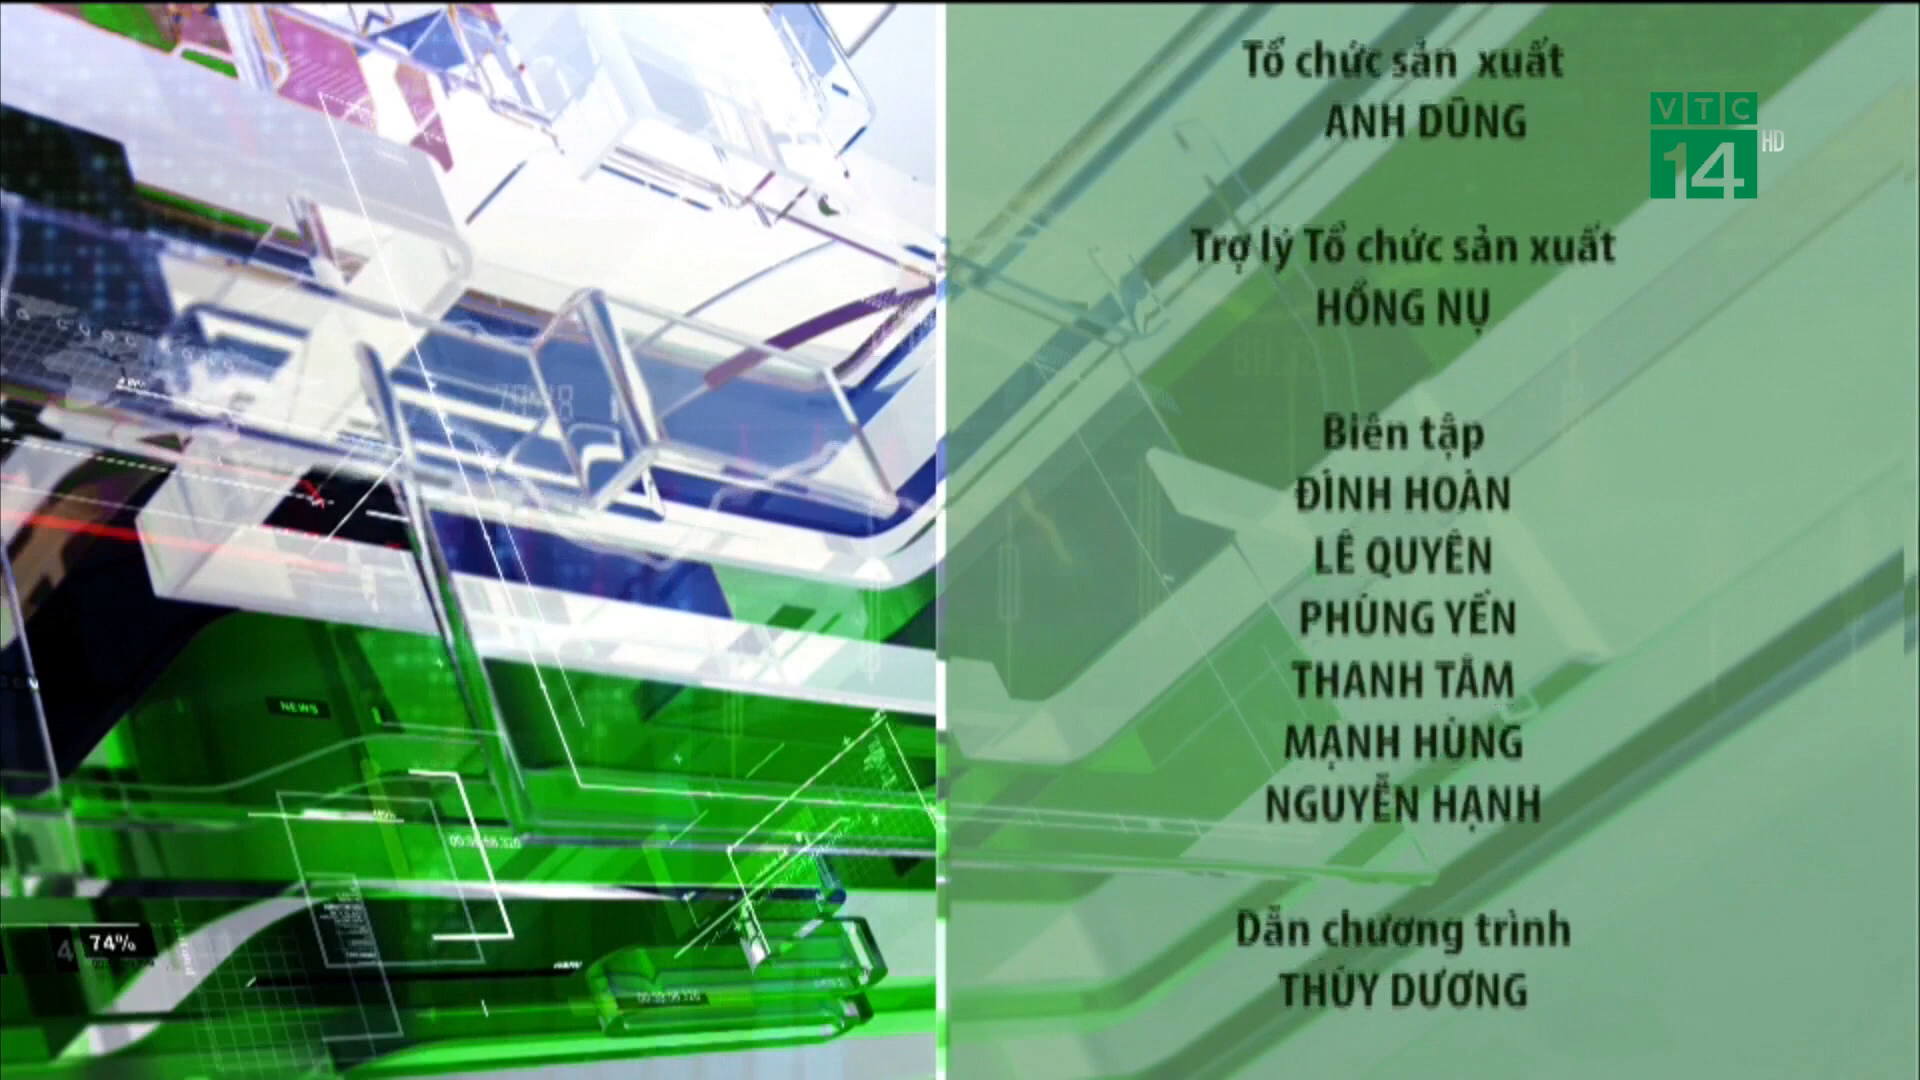 Tổ chức sản xuất
ANH DŨNG
VTC
14 HD
Trợ lý Tổ chức sản xuất
HỒNG NỤ
Biên tập
ĐÌNH HOÀN
LÊ QUYÊN
PHÙNG YẾN
THANH TÂM
MẠNH HÙNG
NGUYỄN HẠNH
Dẫn chương trình
THÙY DƯƠNG
NEWS
74%